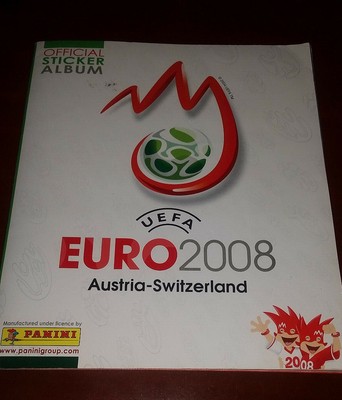 OFFICIAL
STICKER
ALBUM
UEFA
EURO2008
Austria-Switzerland
Manufactured under licence by
PANINI
www.paninigroup.com
2008